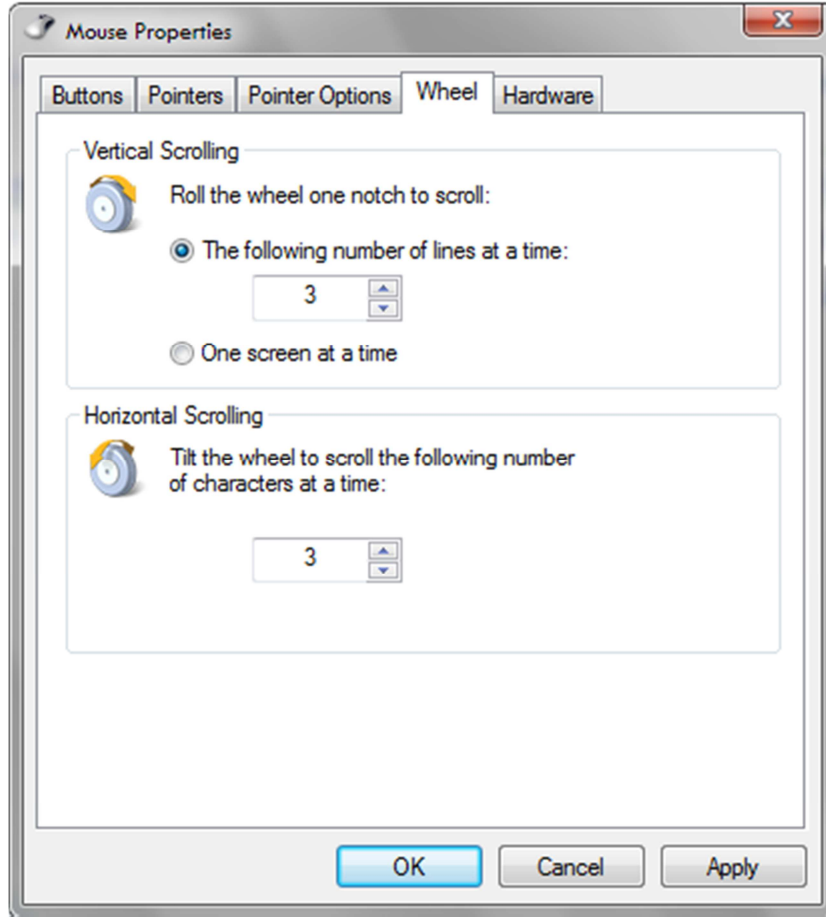 Mouse Properties
Buttons Pointers Pointer Options Wheel Hardware
Vertical Scrolling
Roll the wheel one notch to scroll:
The following number of lines at a time:
3
One screen at a time
Horizontal Scrolling
Tilt the wheel to scroll the following number
of characters at a time:
3
OK Cancel Apply